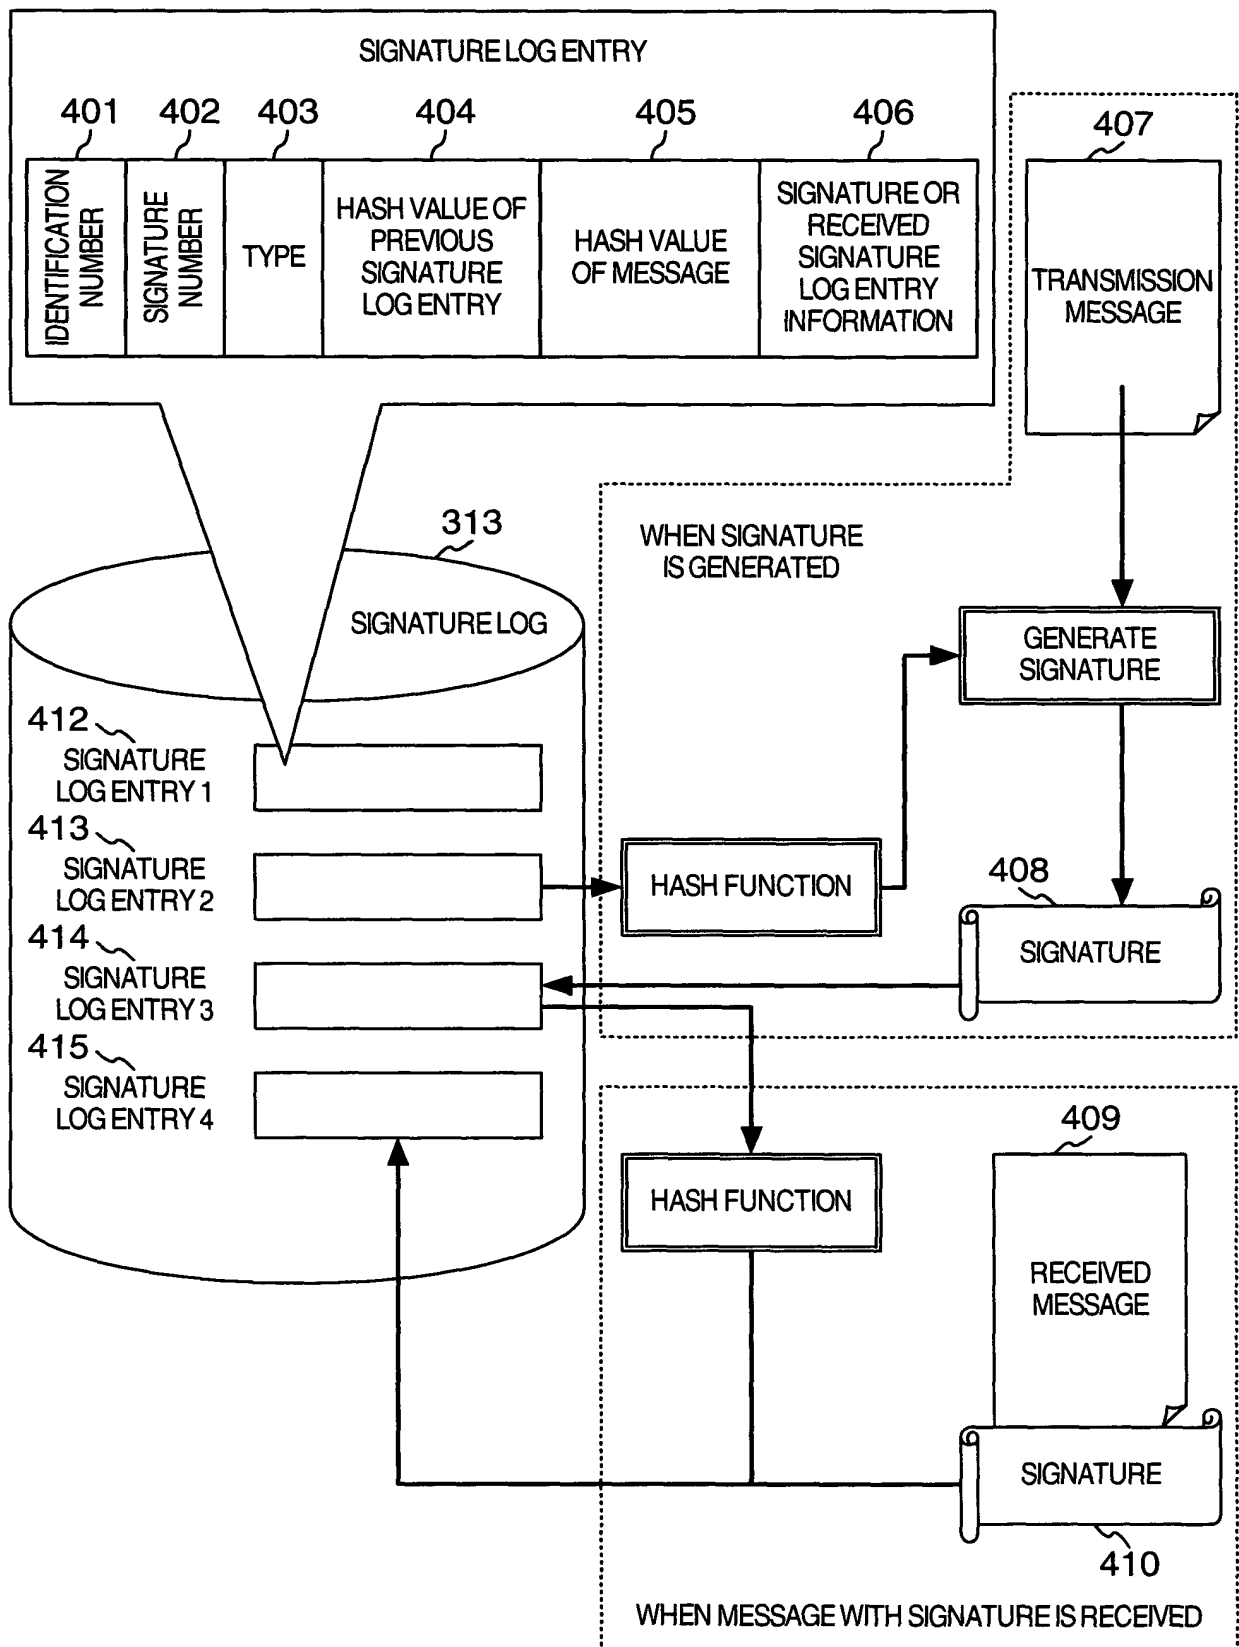 SIGNATURE LOG ENTRY
401
402
403
404
405
406
IDENTIFICATION
NUMBER
SIGNATURE
NUMBER
TYPE
HASH VALUE OF
PREVIOUS
SIGNATURE
LOG ENTRY
HASH VALUE
OF MESSAGE
SIGNATURE OR
RECEIVED
SIGNATURE
LOG ENTRY
INFORMATION
407
TRANSMISSION
MESSAGE
313
SIGNATURE LOG
WHEN SIGNATURE
IS GENERATED
GENERATE
SIGNATURE
412
SIGNATURE
LOG ENTRY 1
413
SIGNATURE
LOG ENTRY 2
HASH FUNCTION
408
SIGNATURE
414
SIGNATURE
LOG ENTRY 3
415
SIGNATURE
LOG ENTRY 4
HASH FUNCTION
409
RECEIVED
MESSAGE
SIGNATURE
410
WHEN MESSAGE WITH SIGNATURE IS RECEIVED